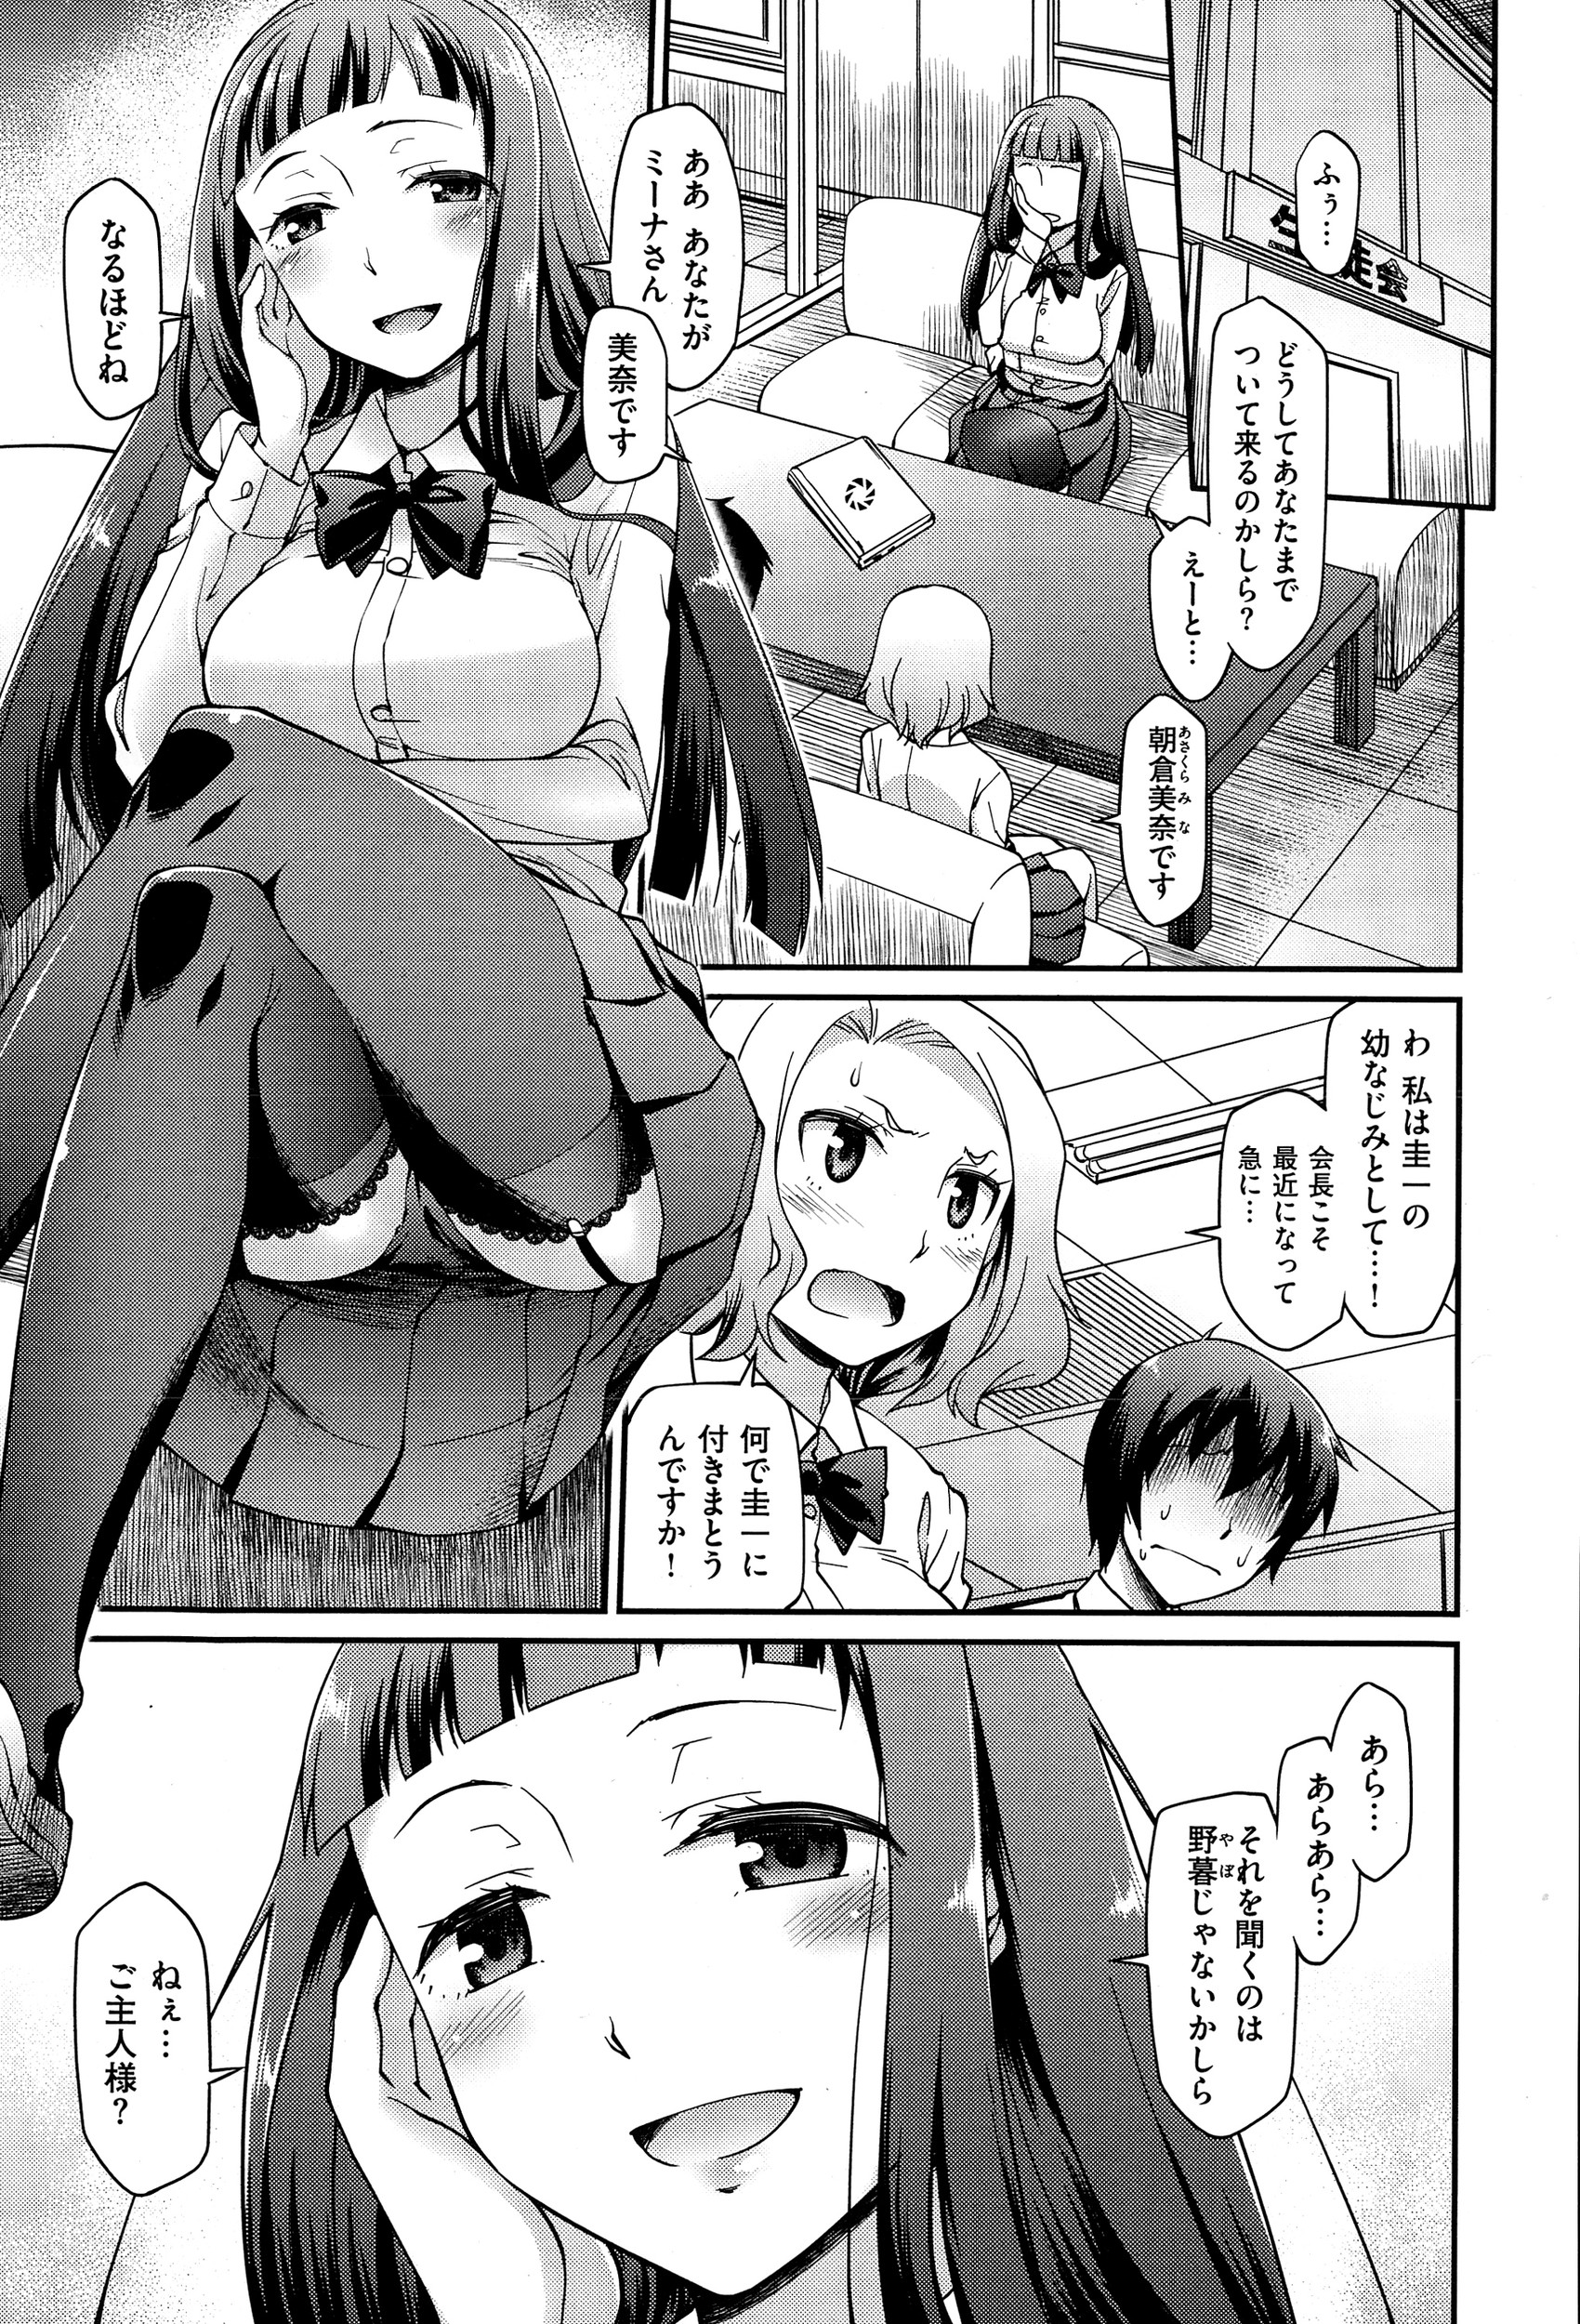 ふぅ…
生徒会
どうしてあなたまで
ついて来るのかしら？
えーと…
朝倉美奈です
あさくらみな
ああ あなたが
ミーナさん
美奈です
なるほどね
わ 私は圭一の
幼なじみとして…！
会長こそ
最近になって
急に…
何で圭一に
付きまとう
んですか！
あら…
あらあら…
それを聞くのは
野暮じゃないかしら
やぼ
ねぇ…
ご主人様？